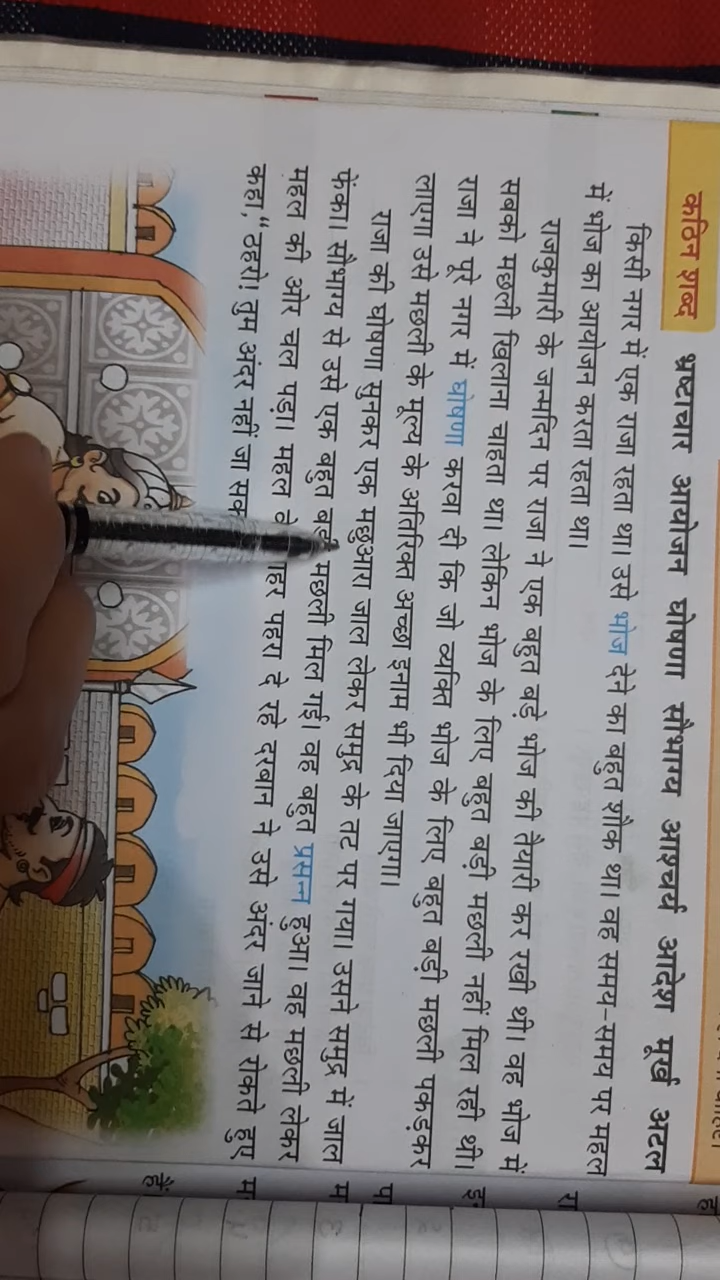 कठिन शब्द भ्रष्टाचार आयोजन घोषणा सौभाग्य आश्चर्य आदेश मूर्ख अटल
किसी नगर में एक राजा रहता था। उसे भोज देने का बहुत शौक था। वह समय-समय पर महल
में भोज का आयोजन करता रहता था।
राजकुमारी के जन्मदिन पर राजा ने एक बहुत बड़े भोज की तैयारी कर रखी थी। वह भोज में
सबको मछली खिलाना चाहता था। लेकिन भोज के लिए बहुत बड़ी मछली नहीं मिल रही थी।
राजा ने पूरे नगर में घोषणा करवा दी कि जो व्यक्ति भोज के लिए बहुत बड़ी मछली पकड़कर
लाएगा उसे मछली के मूल्य के अतिरिक्त अच्छा इनाम भी दिया जाएगा।
राजा की घोषणा सुनकर एक मछुआरा जाल लेकर समुद्र के तट पर गया। उसने समुद्र में जाल
फेंका। सौभाग्य से उसे एक बहुत मछली मिल गई। वह बहुत प्रसन्न हुआ। वह मछली लेकर
महल की ओर चल पड़ा। महल पहरा दे रहे दरबान ने उसे अंदर जाने से रोकते हुए
कहा, "ठहरो! तुम अंदर नहीं जा